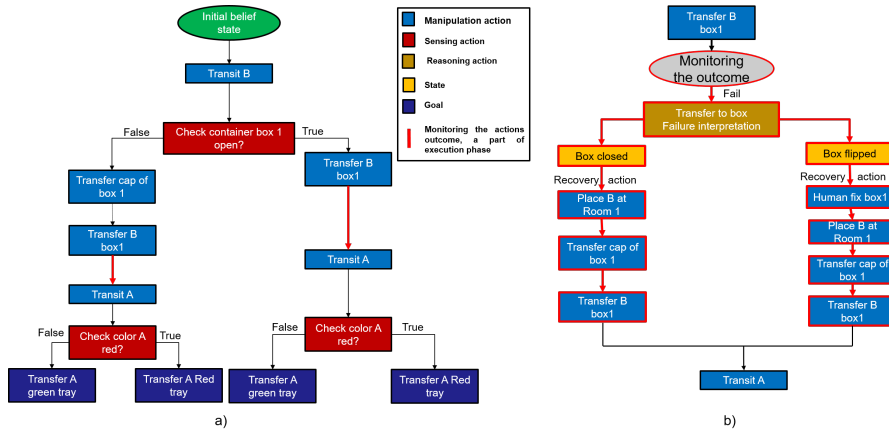 Initial belief
state
Transit B
Check container box 1
open?
False
True
Transfer cap of
box 1
Transfer B
box1
Transit A
Check color A
red?
False
True
Transfer A
green tray
Transfer A Red
tray
Transfer B
box1
Transit A
Check color A
red?
False
True
Transfer A
green tray
Transfer A Red
tray
a)
Manipulation action
Sensing action
Reasoning action
State
Goal
Monitoring the actions
outcome, a part of
execution phase
Transfer B
box1
Monitoring
the outcome
Fail
Transfer to box
Failure interpretation
Box closed
Recovery action
Place B at
Room 1
Transfer cap of
box 1
Transfer B
box1
Box flipped
Recovery action
Human fix box1
Place B at
Room 1
Transfer cap of
box 1
Transfer B
box1
Transit A
b)